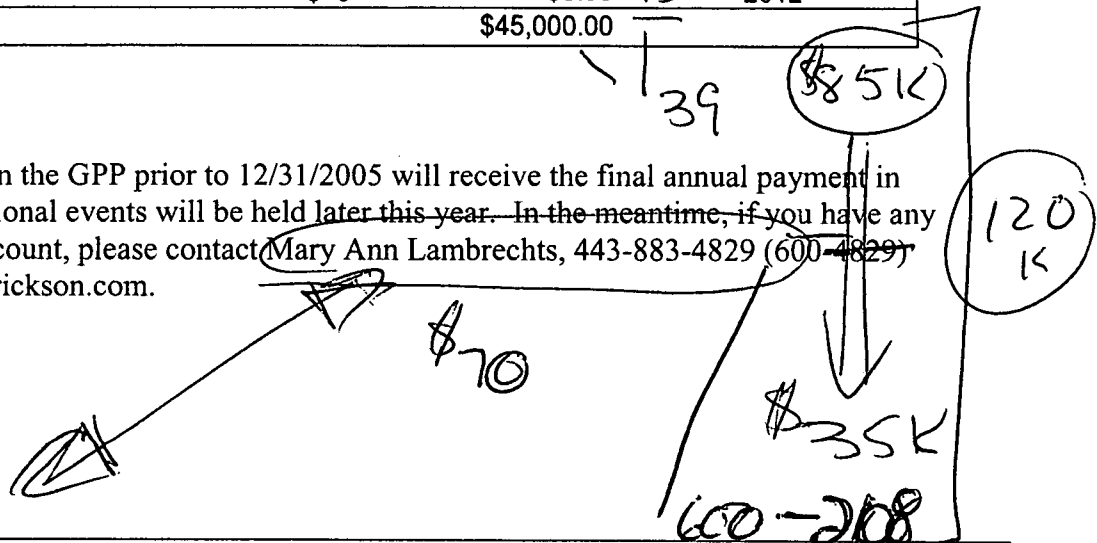 $45,000.00
39
$85K
n the GPP prior to 12/31/2005 will receive the final annual payment in
ional events will be held later this year. In the meantime, if you have any
count, please contact Mary Ann Lambrechts, 443-883-4829 (600-4829)
rickson.com.
120
K
$70
$35K
600-2108